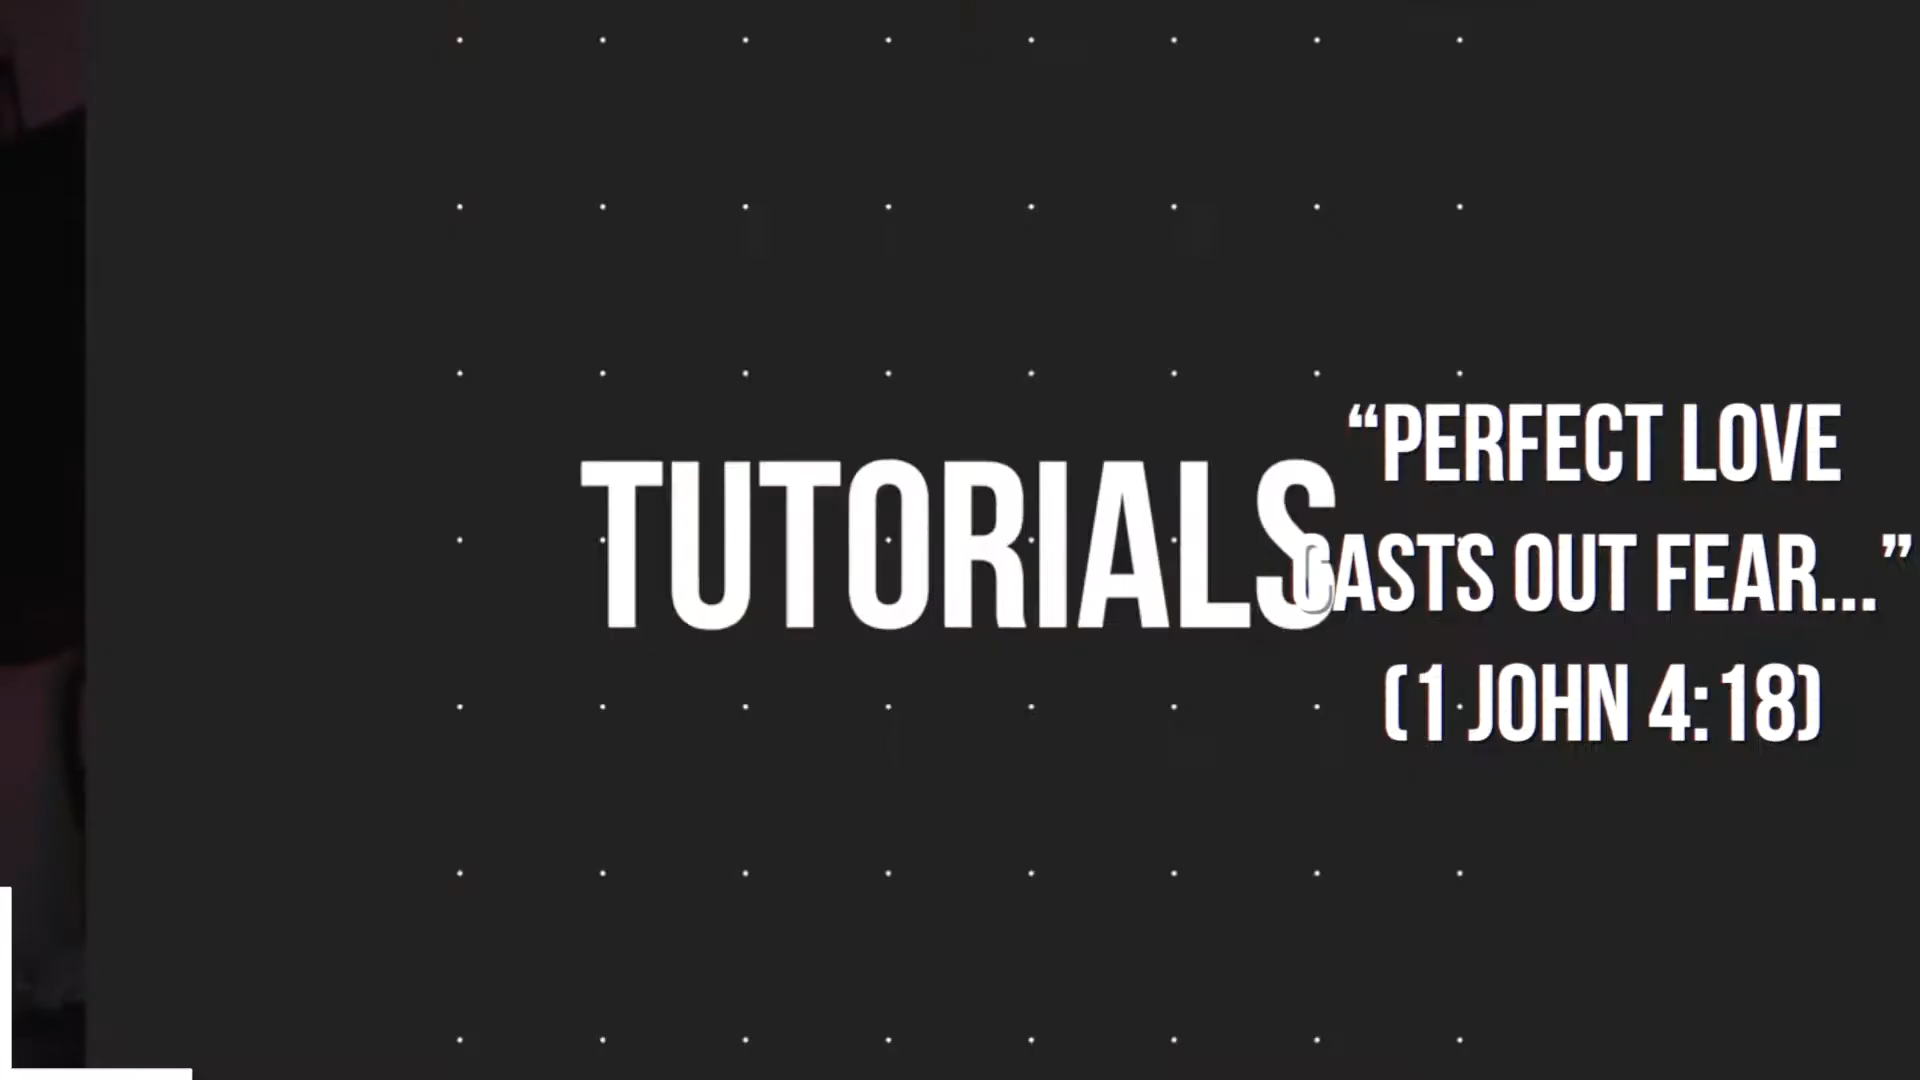 TUTORIALS
“PERFECT LOVE
CASTS OUT FEAR...”
(1 JOHN 4:18)